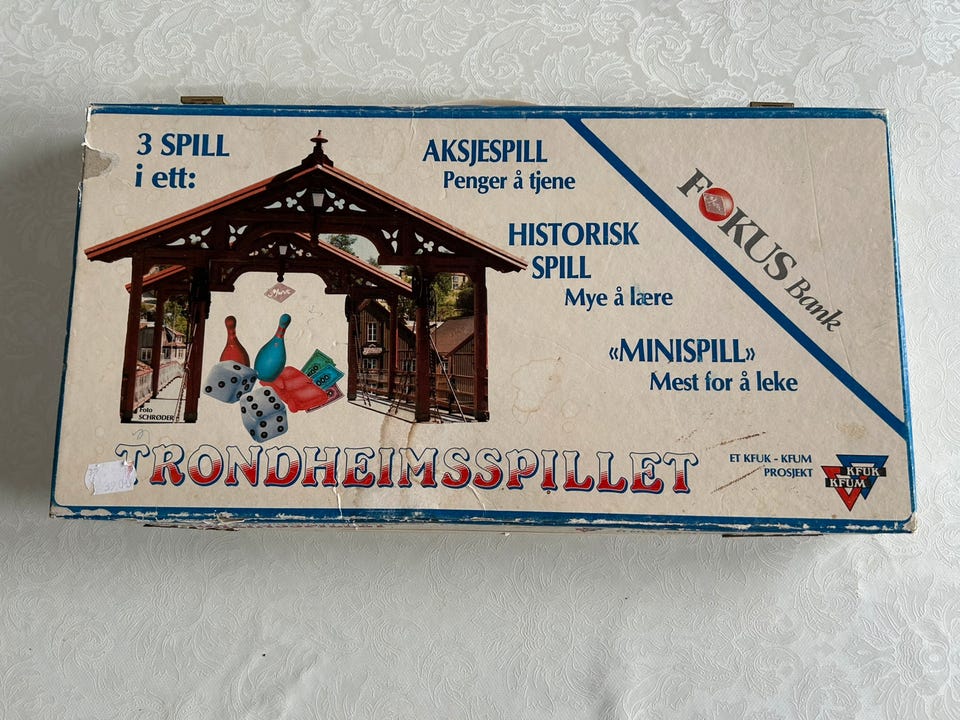 3 SPILL
i ett:
AKSJESPILL
Penger å tjene
HISTORISK
SPILL
Mye å lære
«MINISPILL»
Mest for å leke
FOKUS Bank
Foto
SCHRØDER
TRONDHEIMSSPILLET
ET KFUK - KFUM
PROSJEKT
KFUK
KFUM